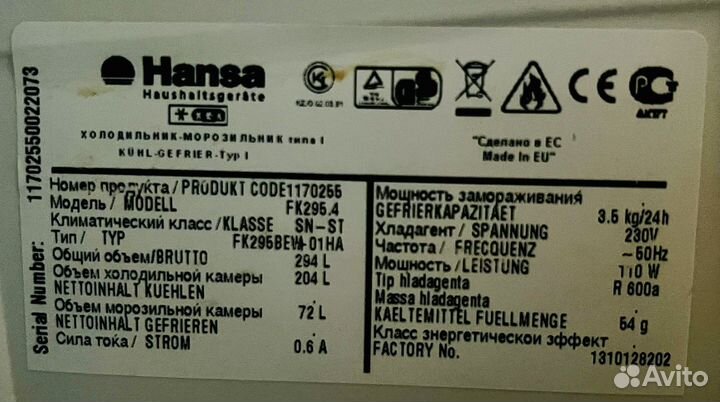 Serial Number: 11702550022073
Hansa
Haushaltsgeräte
ХОЛОДИЛЬНИК-МОРОЗИЛЬНИК типа I
KÜHL-GEFRIER-Typ I
GS
CE
АЯ46
"Сделано в ЕС
Made in EU"
Номер продукта / PRODUKT CODE1170255
Модель / MODELL FK295.4
Климатический класс / KLASSE SN-ST
Тип / TYP FK295BEW-01HA
Общий объем/BRUTTO 294 L
Объем холодильной камеры 204 L
NETTOINHALT KUEHLEN
Объем морозильной камеры 72 L
NETTOINHALT GEFRIEREN
Сила тока / STROM 0.6 A
Мощность замораживания
GEFRIERKAPAZITAET 3.5 kg/24h
Хладагент / SPANNUNG 230V
Частота / FRECQUENZ ~50Hz
Мощность/LEISTUNG 110 W
Tip hladagenta R 600a
Massa hladagenta
KAELTEMITTEL FUELLMENGE 54 g
Класс энергетической эффект
FACTORY No. 1310128202
Avito